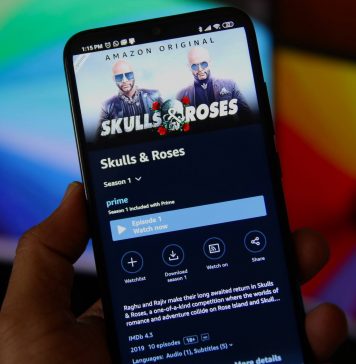 1:15 PM
AMAZON ORIGINAL
SKULLS & ROSES
Skulls & Roses
Season 1
prime
Season 1 included with Prime
Episode 1
Watch now
Watchlist
Download
season 1
Watch on
Share
Raghu and Rajiv make their long awaited return in Skulls
& Roses, a one-of-a-kind competition where the worlds of
romance and adventure collide on Rose Island and Skull...
IMDb 4.3
2019 10 episodes 18+
Languages: Audio (1), Subtitles (5)
More details